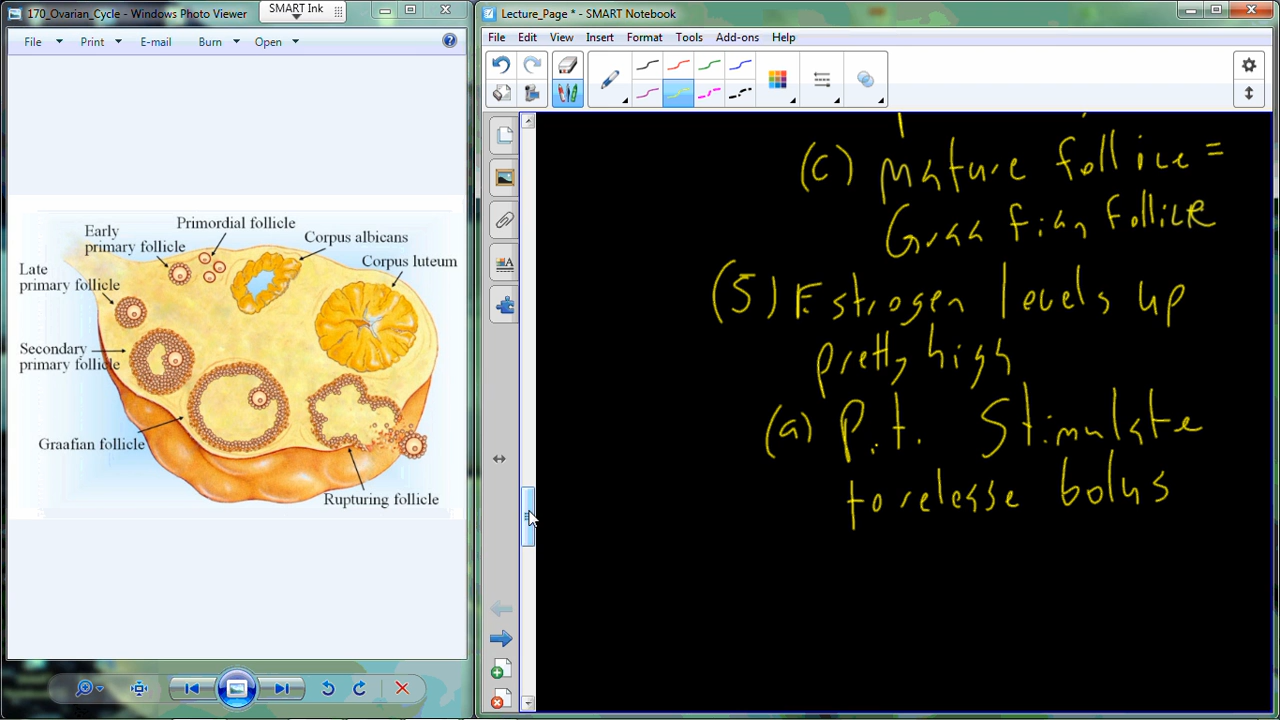 170_Ovarian_Cycle - Windows Photo Viewer
SMART Ink
File Print E-mail Burn Open
Primordial follicle
Early
primary follicle
Corpus albicans
Corpus luteum
Late
primary follicle
Secondary
primary follicle
Graafian follicle
Rupturing follicle
Lecture_Page * - SMART Notebook
File Edit View Insert Format Tools Add-ons Help
(C) mature follice =
Graafian follice
(5) Estrogen levels up
pretty high
(a) P.t. Stimulate
to release bolus